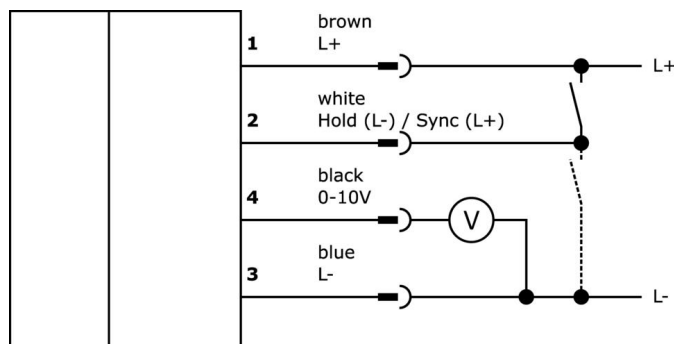 brown
1 L+
L+
white
2 Hold (L-) / Sync (L+)
black
4 0-10V
V
blue
3 L-
L-